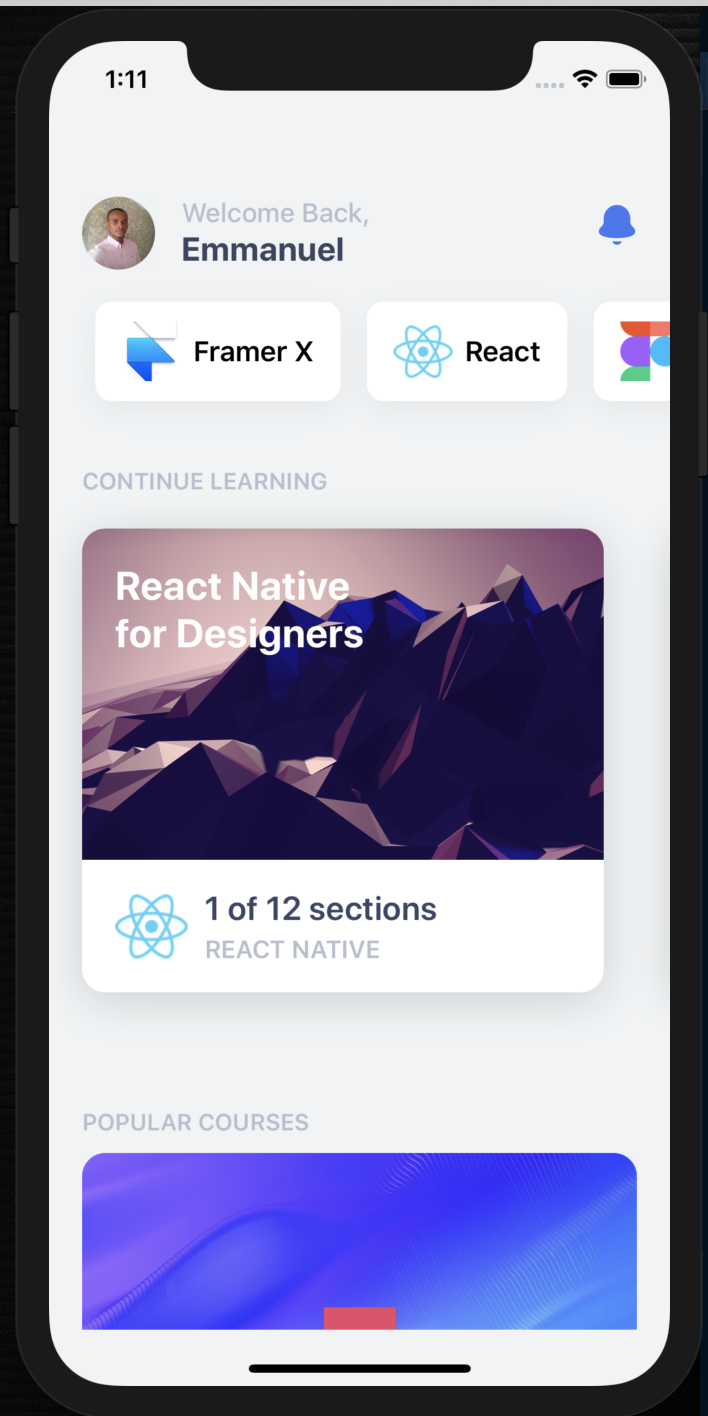 1:11
Welcome Back,
Emmanuel
Framer X
React
CONTINUE LEARNING
React Native
for Designers
1 of 12 sections
REACT NATIVE
POPULAR COURSES